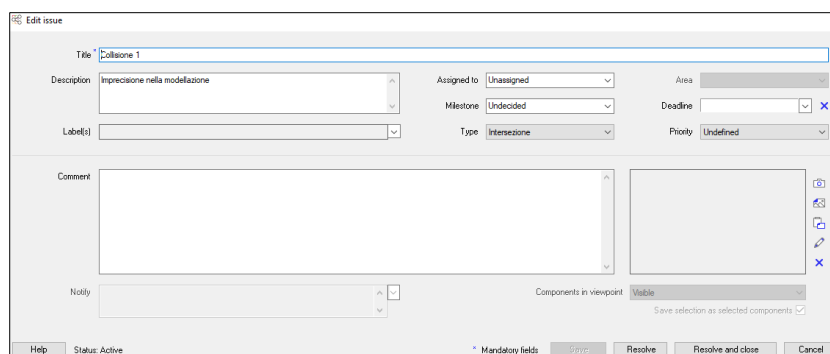 Edit issue
Title * Collisione 1
Description Imprecisione nella modellazione Assigned to Unassigned Area
Milestone Undecided Deadline
Label(s) Type Intersezione Priority Undefined
Comment
Notify Components in viewpoint Visible
Save selection as selected components
Help Status: Active * Mandatory fields Save Resolve Resolve and close Cancel